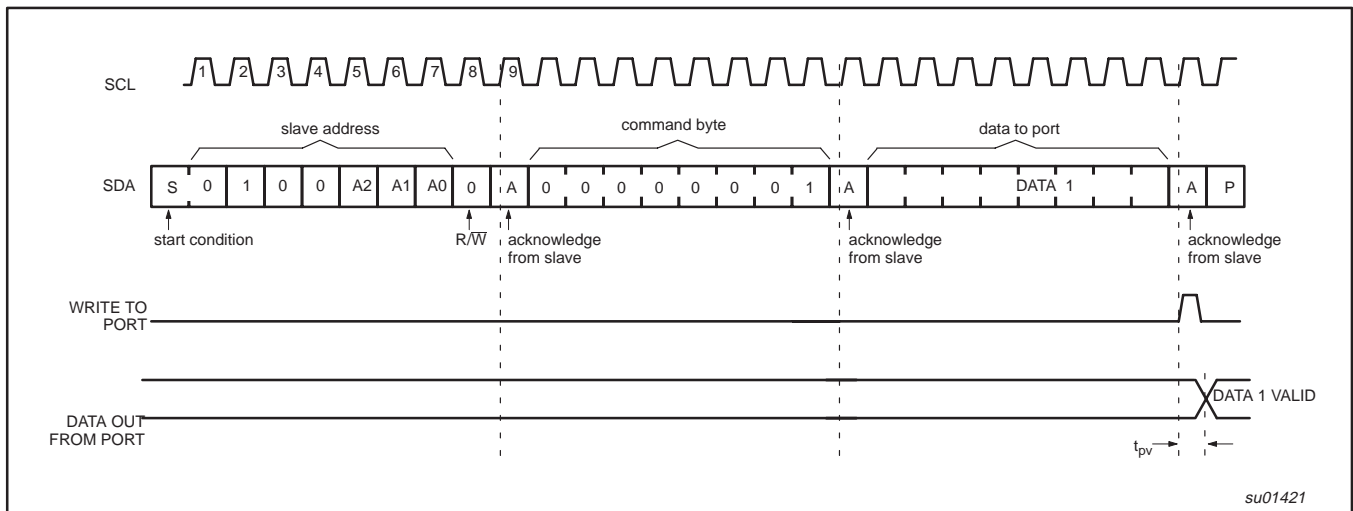 SCL 1 2 3 4 5 6 7 8 9
slave address command byte data to port
SDA S 0 1 0 0 A2 A1 A0 0 A 0 0 0 0 0 0 0 1 A DATA 1 A P
start condition R/W̅ acknowledge from slave acknowledge from slave acknowledge from slave
WRITE TO
PORT
DATA 1 VALID
DATA OUT
FROM PORT
tpv
su01421